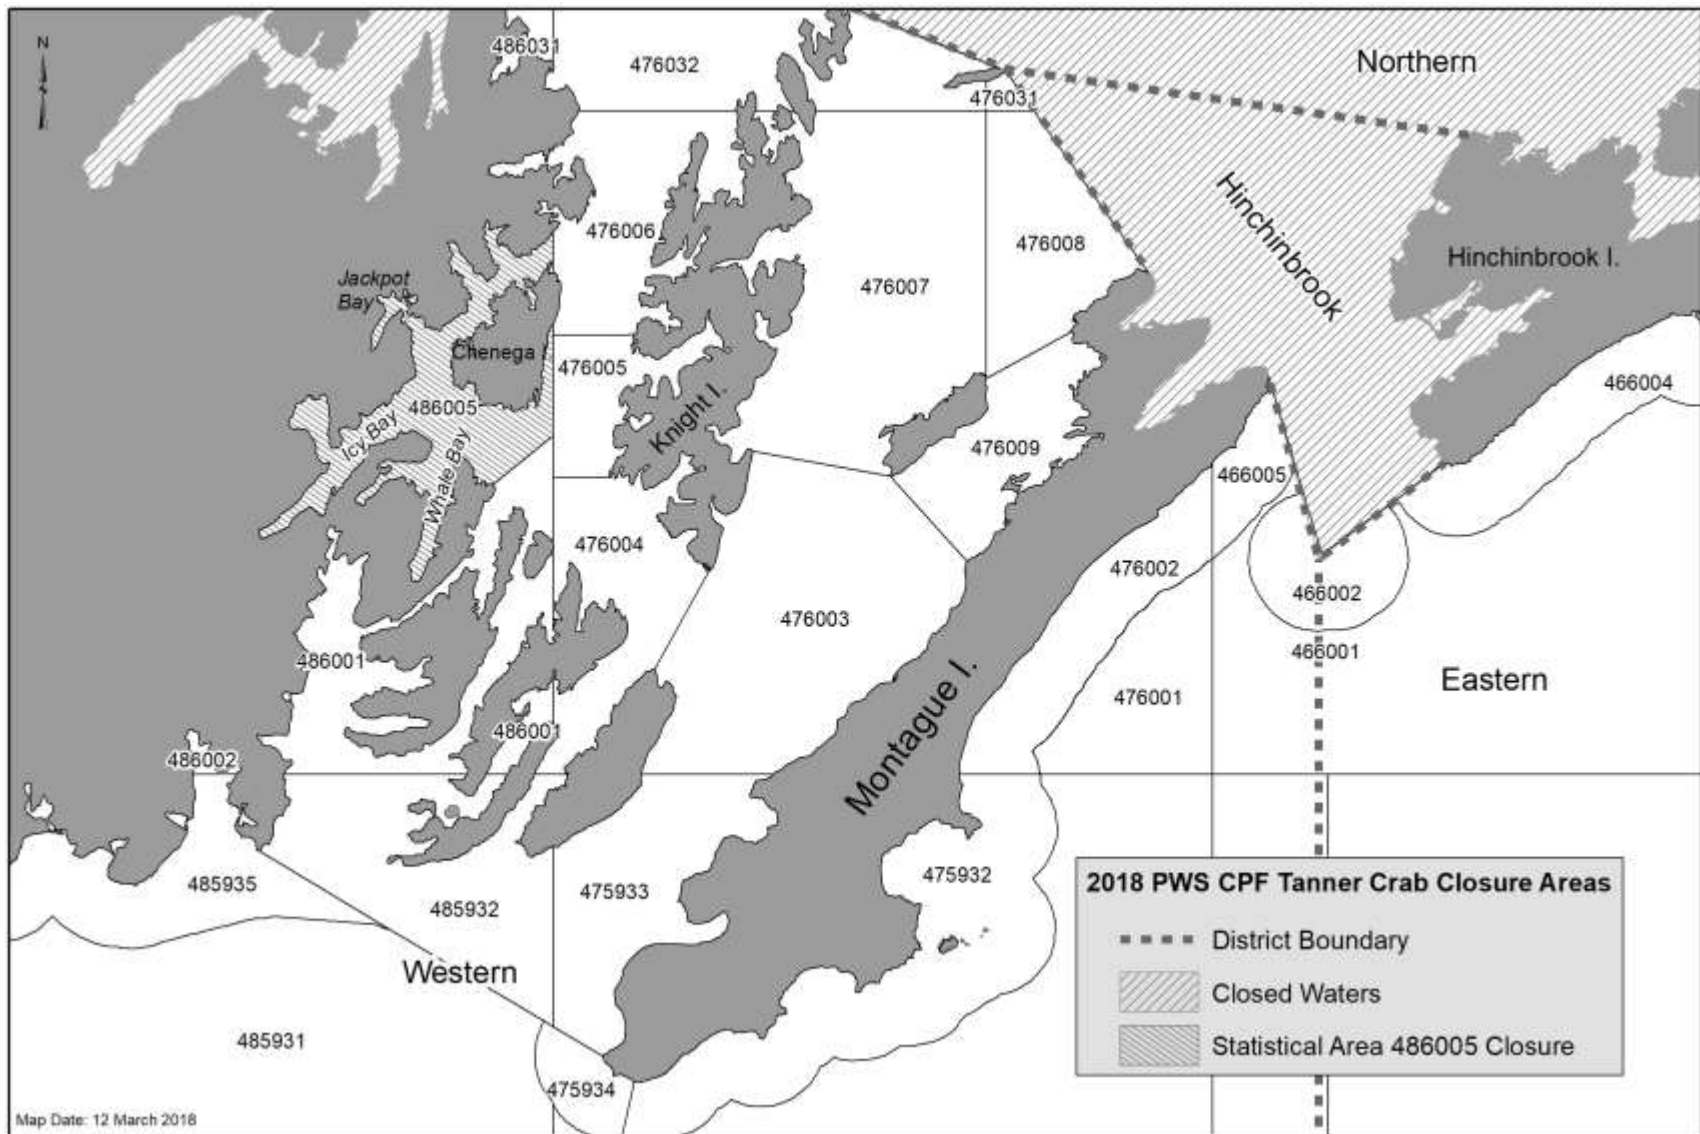 N
486031
476032
Northern
476031
Hinchinbrook
476006
476008
Hinchinbrook I.
Jackpot
Bay
476007
Chenega I
476005
466004
486005
Knight I.
Icy Bay
Whale Bay
476009
466005
476004
476002
466002
476003
466001
486001
Eastern
476001
Montague I.
486001
486002
475932
485935
475933
485932
2018 PWS CPF Tanner Crab Closure Areas
District Boundary
Closed Waters
Statistical Area 486005 Closure
Western
485931
475934
Map Date: 12 March 2018